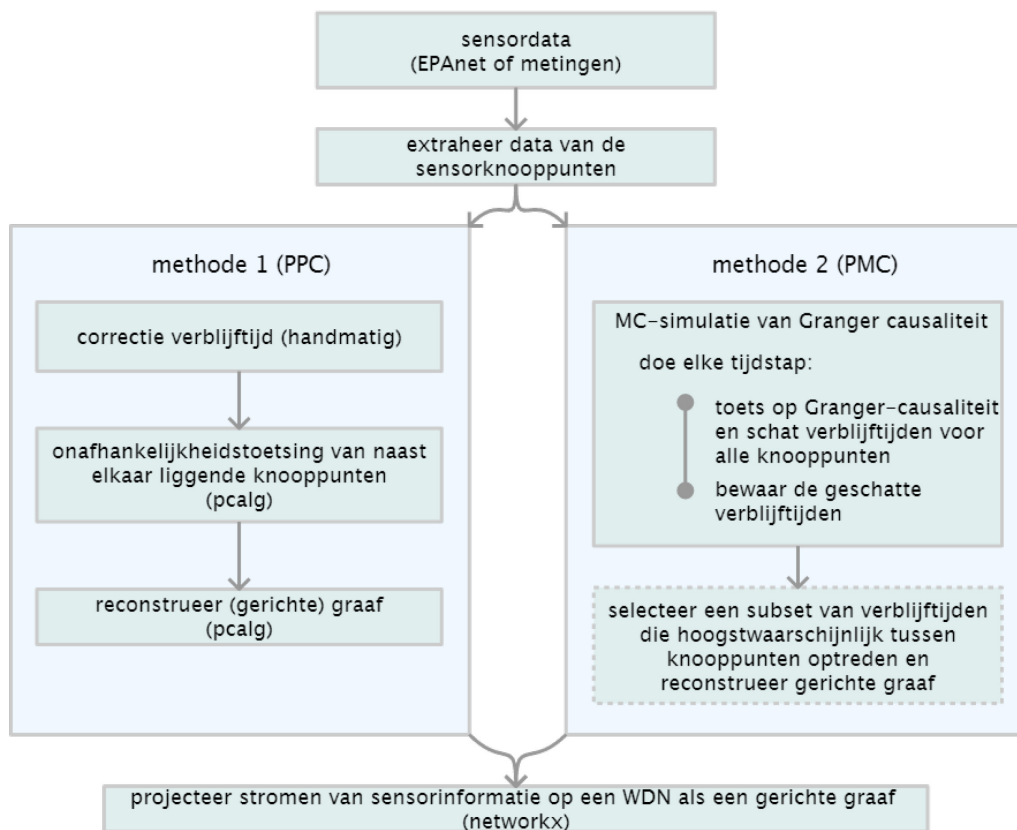 sensordata
(EPAnet of metingen)
extraheer data van de
sensorknooppunten
methode 1 (PPC)
correctie verblijftijd (handmatig)
onafhankelijkheidstoetsing van naast
elkaar liggende knooppunten
(pcalg)
reconstrueer (gerichte) graaf
(pcalg)
methode 2 (PMC)
MC-simulatie van Granger causaliteit
doe elke tijdstap:
toets op Granger-causaliteit
en schat verblijftijden voor
alle knooppunten
bewaar de geschatte
verblijftijden
selecteer een subset van verblijftijden
die hoogstwaarschijnlijk tussen
knooppunten optreden en
reconstrueer gerichte graaf
projecteer stromen van sensorinformatie op een WDN als een gerichte graaf
(networkx)